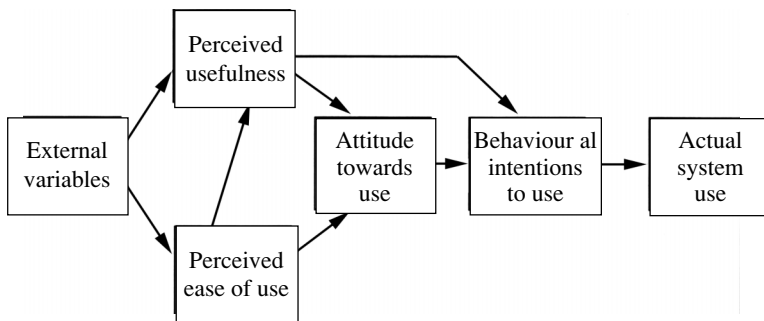 Perceived
usefulness
External
variables
Attitude
towards
use
Behaviour al
intentions
to use
Actual
system
use
Perceived
ease of use